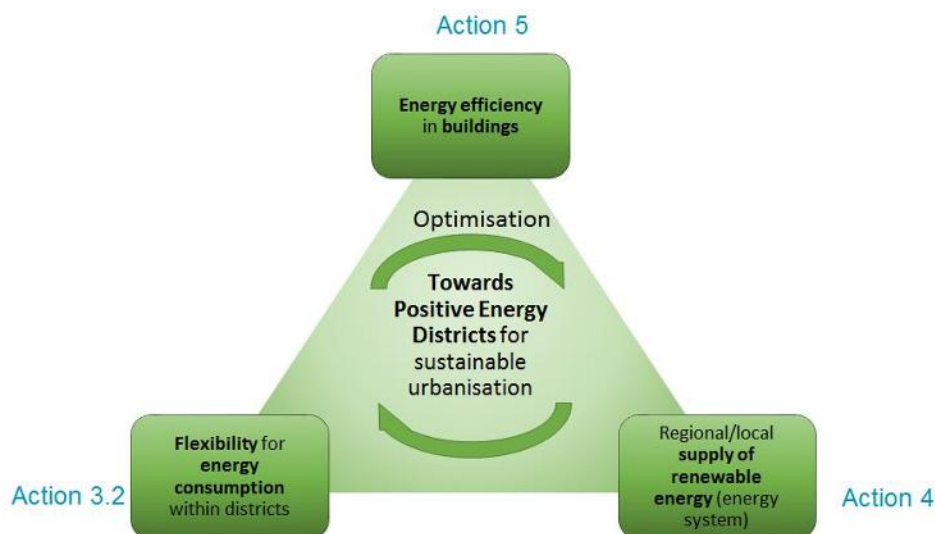 Action 5
Energy efficiency
in buildings
Optimisation
Towards
Positive Energy
Districts for
sustainable
urbanisation
Flexibility for
energy
consumption
within districts
Action 3.2
Regional/local
supply of
renewable
energy (energy
system)
Action 4